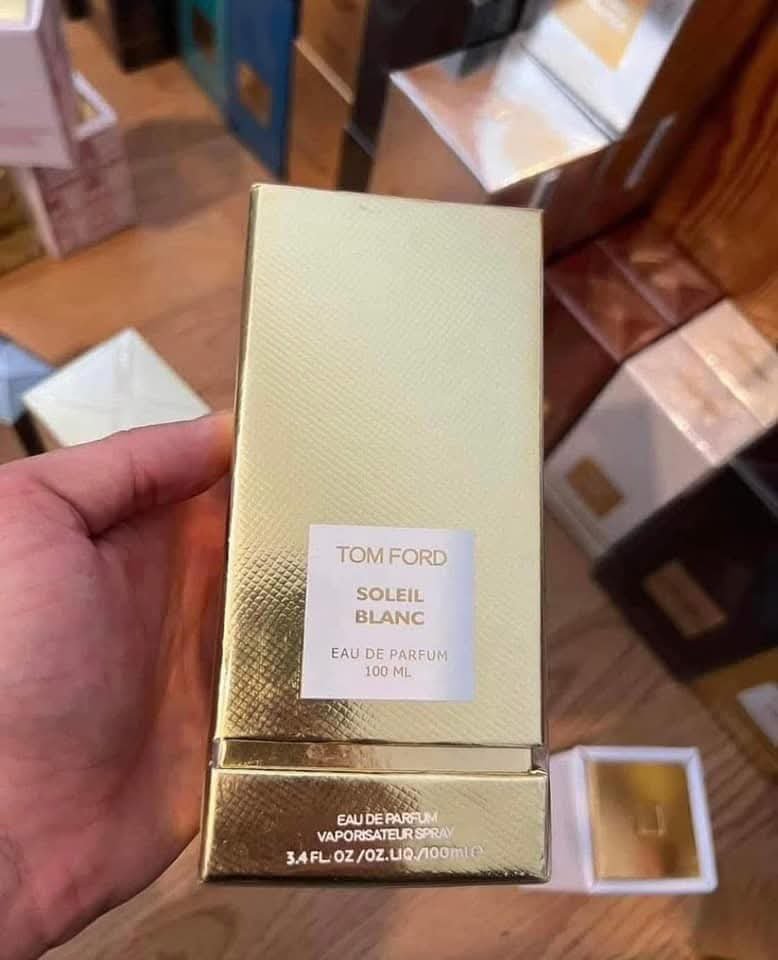 TOM FORD
SOLEIL
BLANC
EAU DE PARFUM
100 ML
EAU DE PARFUM
VAPORISATEUR SPRAY
3.4 FL. OZ /OZ.LIQ./100ml e